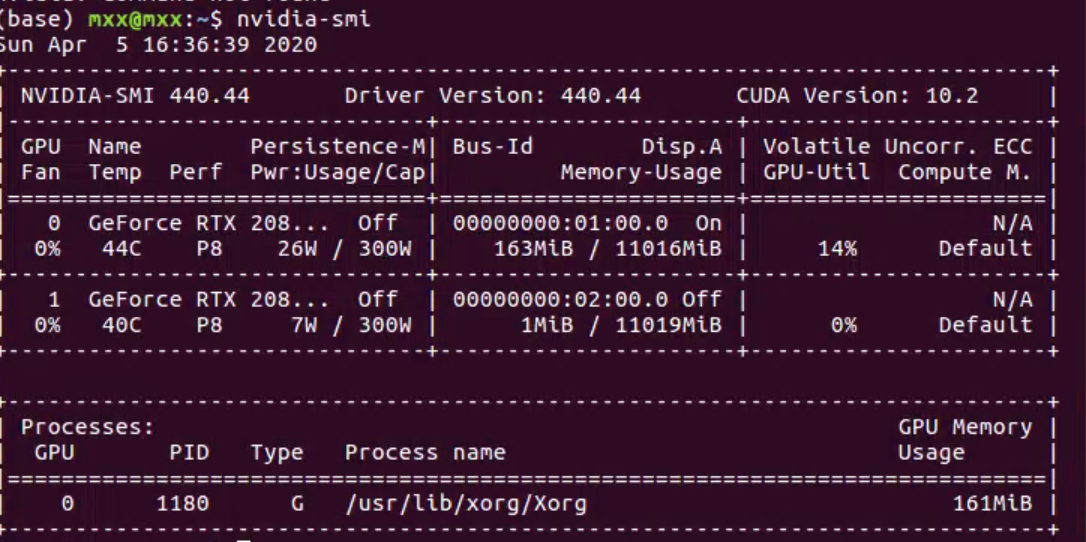 (base) mxx@mxx:~$ nvidia-smi
Sun Apr  5 16:36:39 2020
+-----------------------------------------------------------------------------+
| NVIDIA-SMI 440.44       Driver Version: 440.44       CUDA Version: 10.2     |
|-------------------------------+----------------------+----------------------+
| GPU  Name        Persistence-M| Bus-Id        Disp.A | Volatile Uncorr. ECC |
| Fan  Temp  Perf  Pwr:Usage/Cap|         Memory-Usage | GPU-Util  Compute M. |
|===============================+======================+======================|
|   0  GeForce RTX 208...  Off  | 00000000:01:00.0  On |                  N/A |
|  0%   44C    P8    26W / 300W |    163MiB / 11016MiB |     14%      Default |
+-------------------------------+----------------------+----------------------+
|   1  GeForce RTX 208...  Off  | 00000000:02:00.0 Off |                  N/A |
|  0%   40C    P8     7W / 300W |      1MiB / 11019MiB |      0%      Default |
+-------------------------------+----------------------+----------------------+
+-----------------------------------------------------------------------------+
| Processes:                                                       GPU Memory |
|  GPU       PID   Type   Process name                             Usage      |
|=============================================================================|
|    0      1180      G   /usr/lib/xorg/Xorg                           161MiB |
+-----------------------------------------------------------------------------+